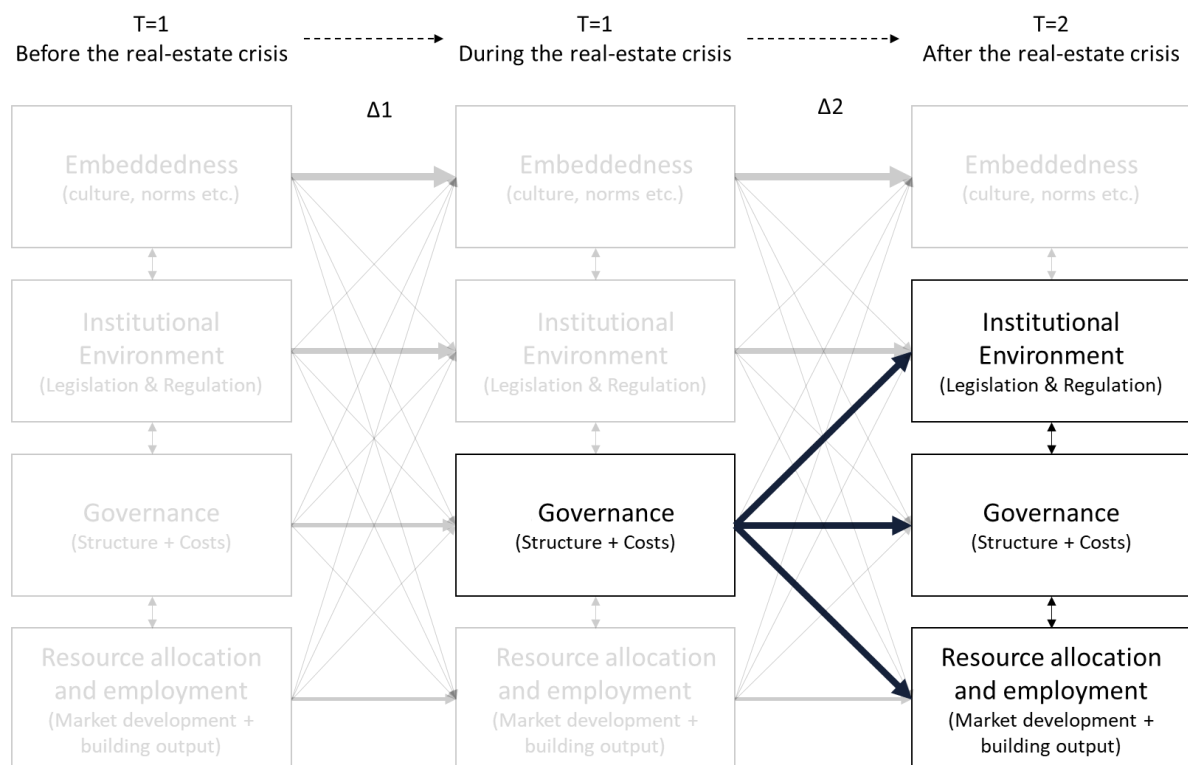 T=1
Before the real-estate crisis
T=1
During the real-estate crisis
T=2
After the real-estate crisis
Δ1
Δ2
Embeddedness
(culture, norms etc.)
Embeddedness
(culture, norms etc.)
Embeddedness
(culture, norms etc.)
Institutional
Environment
(Legislation & Regulation)
Institutional
Environment
(Legislation & Regulation)
Institutional
Environment
(Legislation & Regulation)
Governance
(Structure + Costs)
Governance
(Structure + Costs)
Governance
(Structure + Costs)
Resource allocation
and employment
(Market development +
building output)
Resource allocation
and employment
(Market development +
building output)
Resource allocation
and employment
(Market development +
building output)